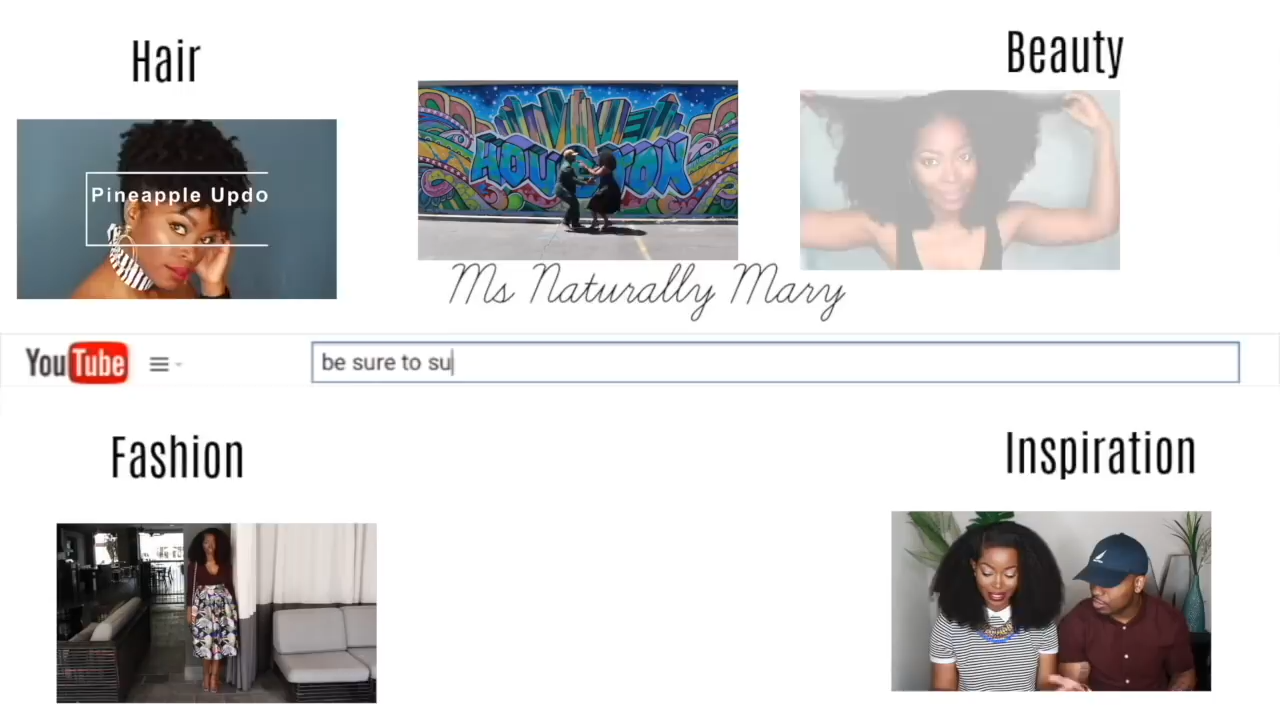 Hair
Beauty
Pineapple Updo
HOUSTON
Ms Naturally Mary
YouTube
be sure to su
Fashion
Inspiration